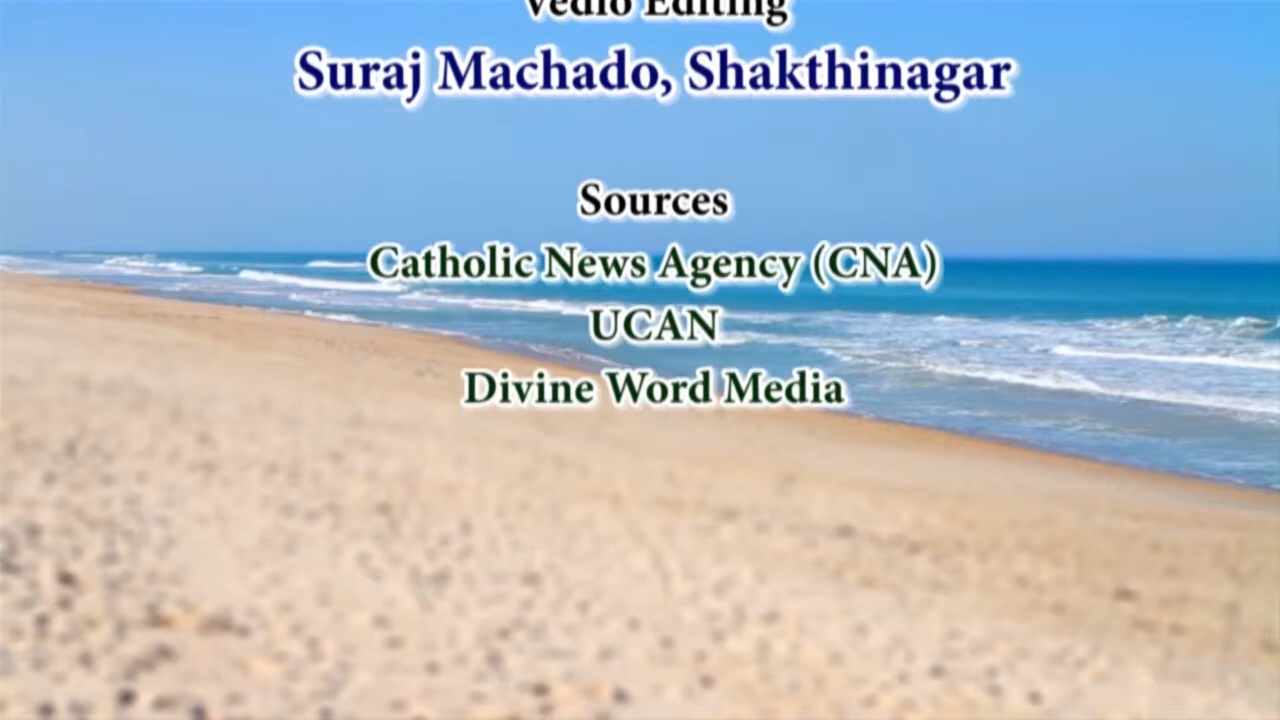 Vedio Editing
Suraj Machado, Shakthinagar
Sources
Catholic News Agency (CNA)
UCAN
Divine Word Media